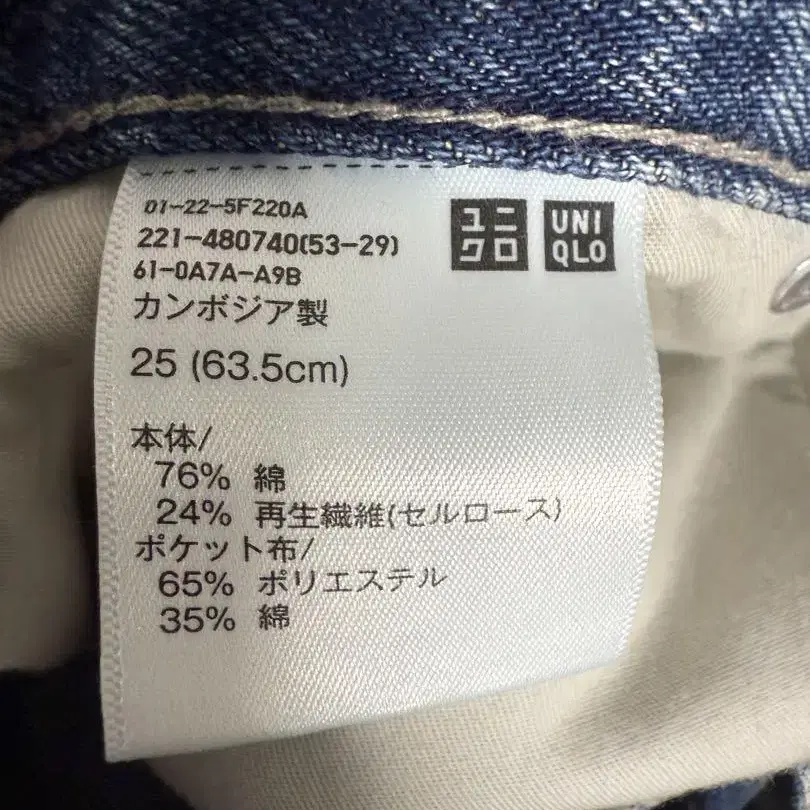 01-22-5F220A
221-480740(53-29)
61-0A7A-A9B
カンボジア製
ユニ
クロ
UNI
QLO
25 (63.5cm)
本体/
76% 綿
24% 再生繊維(セルロース)
ポケット布/
65% ポリエステル
35% 綿